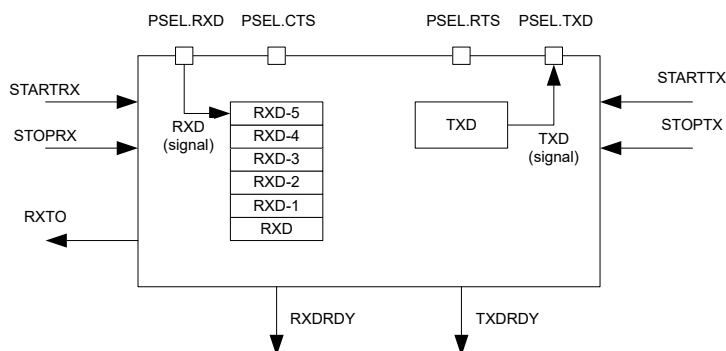 PSEL.RXD PSEL.CTS PSEL.RTS PSEL.TXD
STARTRX
STOPRX
RXTO
RXD
(signal)
RXD-5
RXD-4
RXD-3
RXD-2
RXD-1
RXD
TXD
TXD
(signal)
STARTTX
STOPTX
RXDRDY
TXDRDY